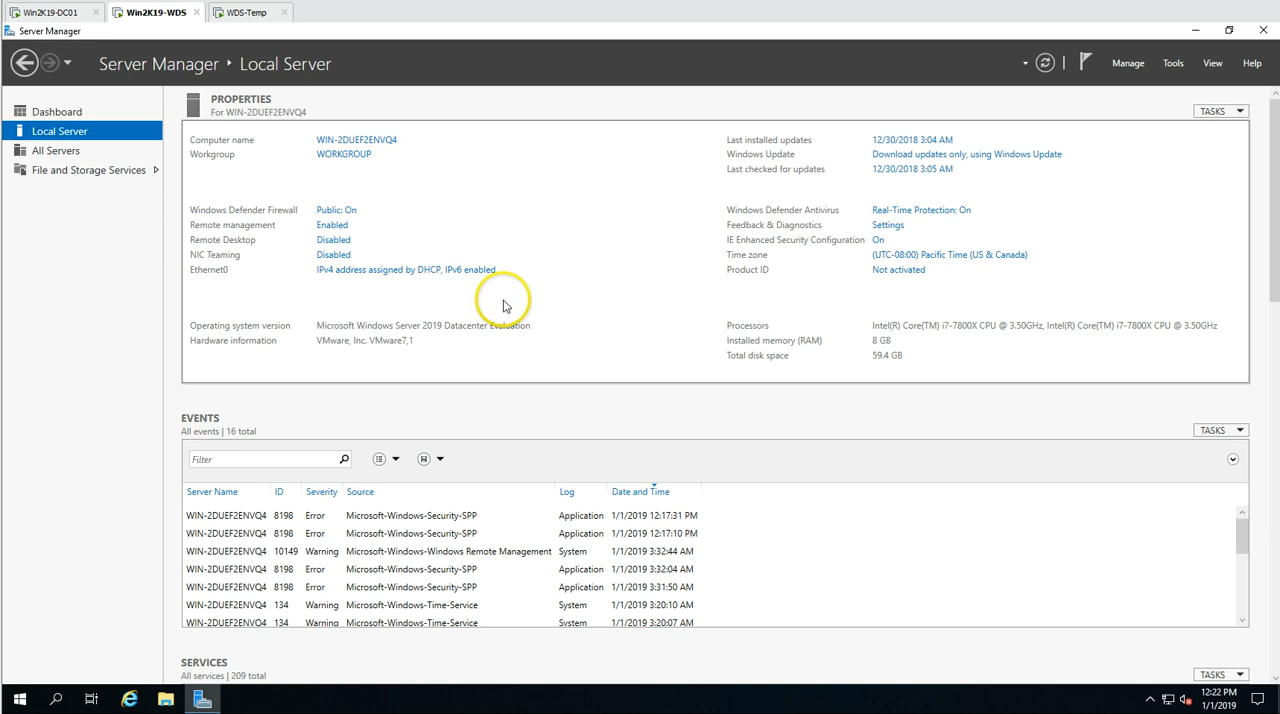 Win2K19-DC01
Win2K19-WDS
WDS-Temp
Server Manager
Server Manager ‣ Local Server
Manage
Tools
View
Help
Dashboard
Local Server
All Servers
File and Storage Services
PROPERTIES
For WIN-2DUEF2ENVQ4
TASKS
Computer name WIN-2DUEF2ENVQ4
Workgroup WORKGROUP
Last installed updates 12/30/2018 3:04 AM
Windows Update Download updates only, using Windows Update
Last checked for updates 12/30/2018 3:05 AM
Windows Defender Firewall Public: On
Remote management Enabled
Remote Desktop Disabled
NIC Teaming Disabled
Ethernet0 IPv4 address assigned by DHCP, IPv6 enabled
Windows Defender Antivirus Real-Time Protection: On
Feedback & Diagnostics Settings
IE Enhanced Security Configuration On
Time zone (UTC-08:00) Pacific Time (US & Canada)
Product ID Not activated
Operating system version Microsoft Windows Server 2019 Datacenter Evaluation
Hardware information VMware, Inc. VMware7,1
Processors Intel(R) Core(TM) i7-7800X CPU @ 3.50GHz, Intel(R) Core(TM) i7-7800X CPU @ 3.50GHz
Installed memory (RAM) 8 GB
Total disk space 59.4 GB
EVENTS
All events | 16 total
TASKS
Filter
Server Name ID Severity Source Log Date and Time
WIN-2DUEF2ENVQ4 8198 Error Microsoft-Windows-Security-SPP Application 1/1/2019 12:17:31 PM
WIN-2DUEF2ENVQ4 8198 Error Microsoft-Windows-Security-SPP Application 1/1/2019 12:17:10 PM
WIN-2DUEF2ENVQ4 10149 Warning Microsoft-Windows-Windows Remote Management System 1/1/2019 3:32:44 AM
WIN-2DUEF2ENVQ4 8198 Error Microsoft-Windows-Security-SPP Application 1/1/2019 3:32:04 AM
WIN-2DUEF2ENVQ4 8198 Error Microsoft-Windows-Security-SPP Application 1/1/2019 3:31:50 AM
WIN-2DUEF2ENVQ4 134 Warning Microsoft-Windows-Time-Service System 1/1/2019 3:20:10 AM
WIN-2DUEF2ENVQ4 134 Warning Microsoft-Windows-Time-Service System 1/1/2019 3:20:07 AM
SERVICES
All services | 209 total
TASKS
12:22 PM
1/1/2019